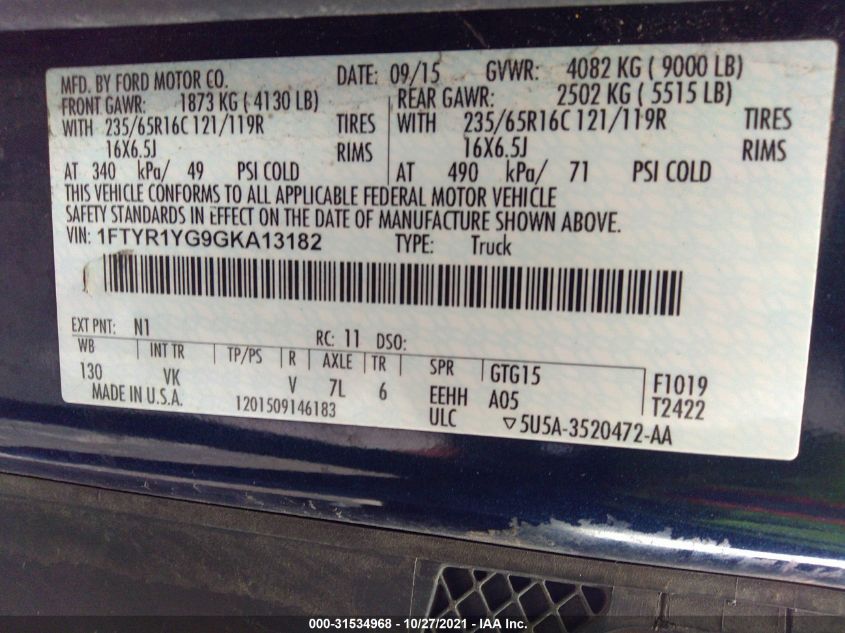 MFD. BY FORD MOTOR CO. DATE: 09/15 GVWR: 4082 KG ( 9000 LB)
FRONT GAWR: 1873 KG ( 4130 LB) REAR GAWR: 2502 KG ( 5515 LB)
WITH 235/65R16C 121/119R TIRES WITH 235/65R16C 121/119R TIRES
16X6.5J RIMS 16X6.5J RIMS
AT 340 kPa/ 49 PSI COLD AT 490 kPa/ 71 PSI COLD
THIS VEHICLE CONFORMS TO ALL APPLICABLE FEDERAL MOTOR VEHICLE
SAFETY STANDARDS IN EFFECT ON THE DATE OF MANUFACTURE SHOWN ABOVE.
VIN: 1FTYR1YG9GKA13182 TYPE: Truck
EXT PNT: N1 RC: 11 DSO:
WB INT TR TP/PS R AXLE TR SPR GTG15 F1019
130 VK V 7L 6 EEHH A05 T2422
MADE IN U.S.A. 1201509146183 ULC ▽5U5A-3520472-AA
000-31534968 - 10/27/2021 - IAA Inc.